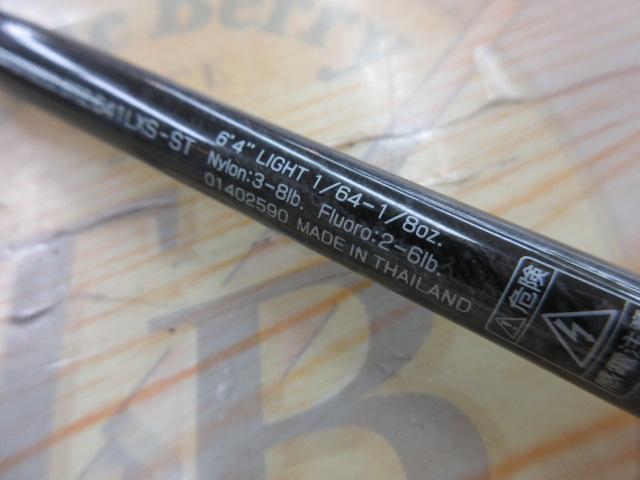 641LXS-ST
6'4" LIGHT 1/64-1/8oz.
Nylon:3-8lb. Fluoro:2-6lb.
01402590 MADE IN THAILAND
危険
Berry